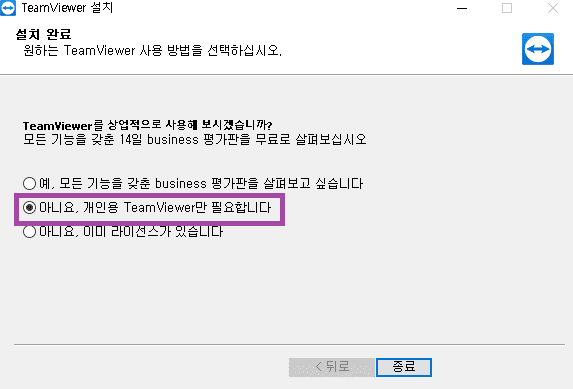 TeamViewer 설치
설치 완료
원하는 TeamViewer 사용 방법을 선택하십시오.
TeamViewer를 상업적으로 사용해 보시겠습니까?
모든 기능을 갖춘 14일 business 평가판을 무료로 살펴보십시오
예, 모든 기능을 갖춘 business 평가판을 살펴보고 싶습니다
아니요, 개인용 TeamViewer만 필요합니다
아니요, 이미 라이선스가 있습니다
< 뒤로
종료